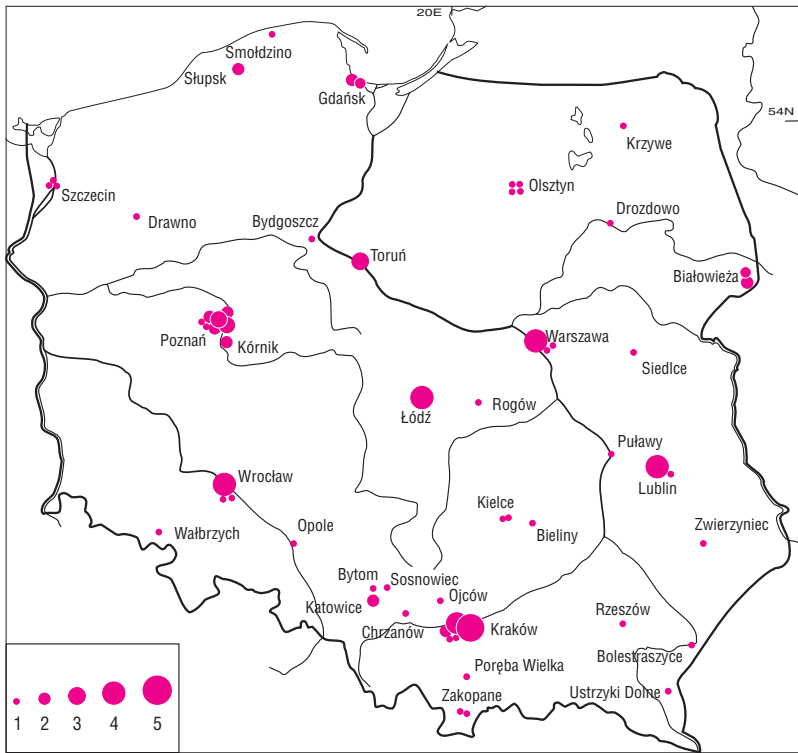 20E
Smołdzino
Słupsk
Gdańsk
54N
Krzywe
Szczecin
Olsztyn
Drawno
Bydgoszcz
Drozdowo
Toruń
Białowieża
Poznań
Kórnik
Warszawa
Siedlce
Łódź
Rogów
Puławy
Wrocław
Lublin
Kielce
Wałbrzych
Opole
Bieliny
Zwierzyniec
Bytom
Sosnowiec
Katowice
Ojców
Chrzanów
Kraków
Rzeszów
Bolestraszyce
Poręba Wielka
Zakopane
Ustrzyki Dolne
1 2 3 4 5